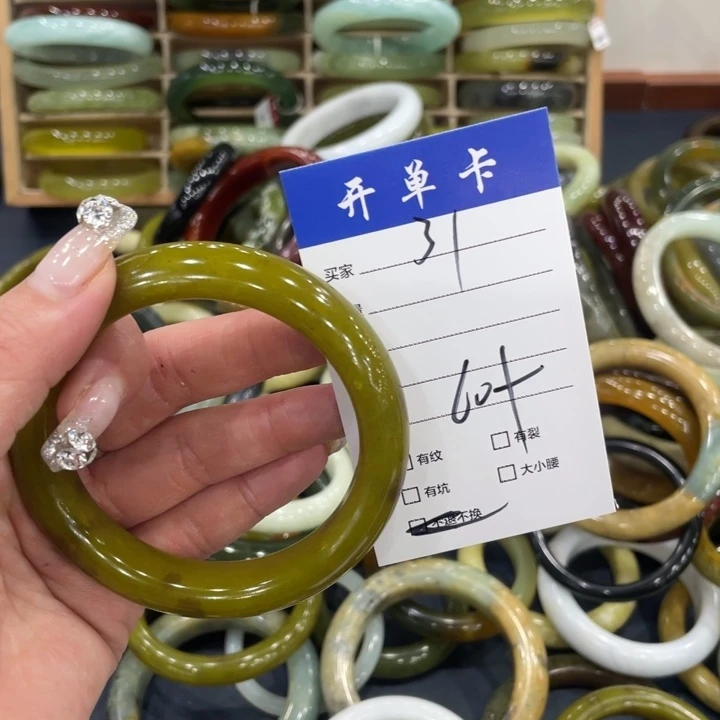 开单卡
买家 31
60+
有纹
有裂
有坑
大小腰
不退不换